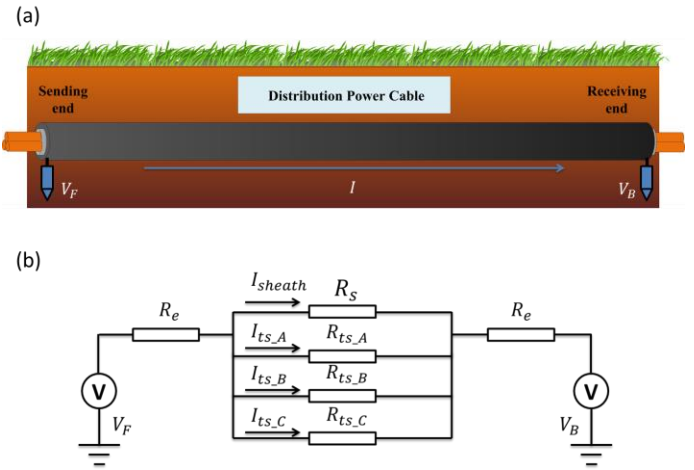 (a)
Sending
end
Distribution Power Cable
Receiving
end
V_F
I
V_B
(b)
I_sheath
R_s
R_e
I_ts_A
R_ts_A
R_e
I_ts_B
R_ts_B
V
V
I_ts_C
R_ts_C
V_F
V_B